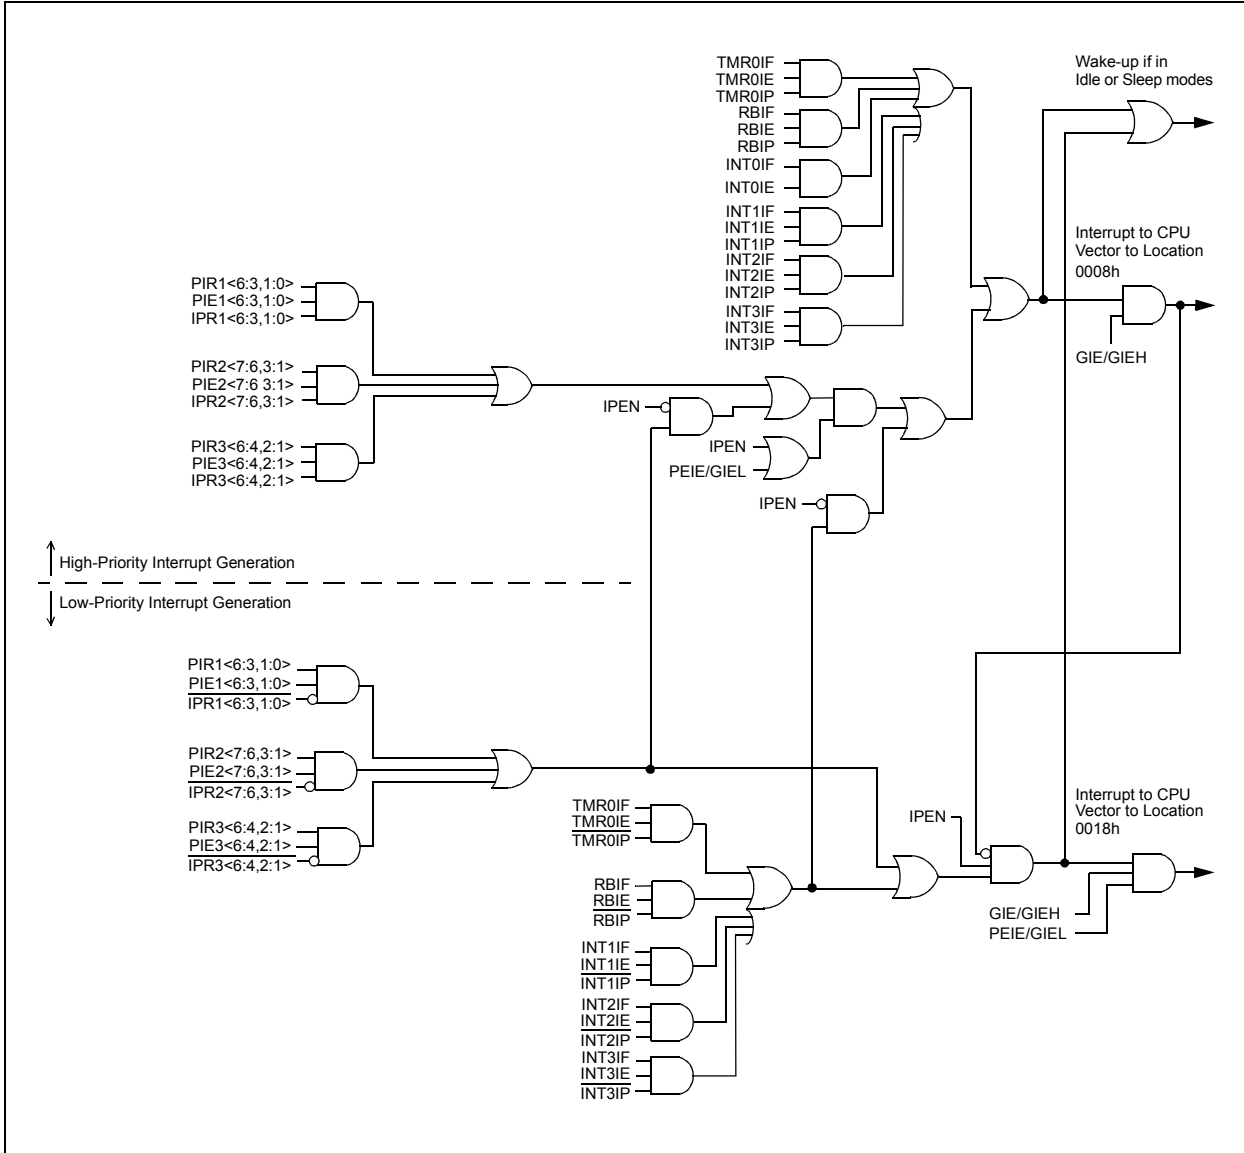 TMR0IF
TMR0IE
TMR0IP
RBIF
RBIE
RBIP
INT0IF
INT0IE
INT1IF
INT1IE
INT1IP
INT2IF
INT2IE
INT2IP
INT3IF
INT3IE
INT3IP
Wake-up if in
Idle or Sleep modes
Interrupt to CPU
Vector to Location
0008h
GIE/GIEH
PIR1<6:3,1:0>
PIE1<6:3,1:0>
IPR1<6:3,1:0>
PIR2<7:6,3:1>
PIE2<7:6 3:1>
IPR2<7:6,3:1>
PIR3<6:4,2:1>
PIE3<6:4,2:1>
IPR3<6:4,2:1>
IPEN
IPEN
PEIE/GIEL
IPEN
High-Priority Interrupt Generation
Low-Priority Interrupt Generation
PIR1<6:3,1:0>
PIE1<6:3,1:0>
IPR1<6:3,1:0>
PIR2<7:6,3:1>
PIE2<7:6,3:1>
IPR2<7:6,3:1>
PIR3<6:4,2:1>
PIE3<6:4,2:1>
IPR3<6:4,2:1>
TMR0IF
TMR0IE
TMR0IP
RBIF
RBIE
RBIP
INT1IF
INT1IE
INT1IP
INT2IF
INT2IE
INT2IP
INT3IF
INT3IE
INT3IP
IPEN
Interrupt to CPU
Vector to Location
0018h
GIE/GIEH
PEIE/GIEL